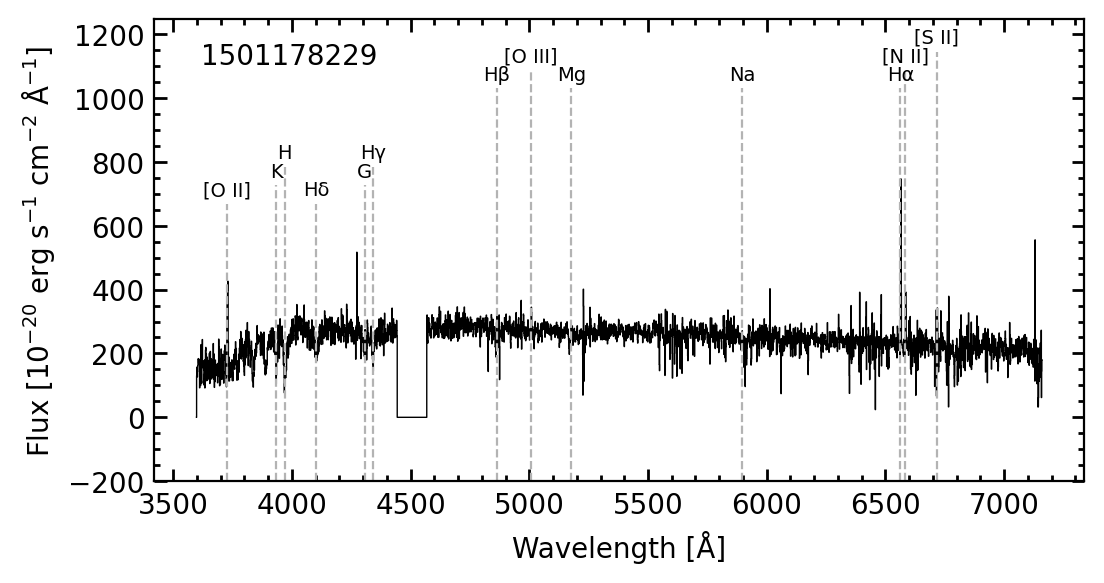 1501178229
[S II]
[O III]
[N II]
Hβ
Mg
Na
Hα
H
Hγ
K
G
[O II]
Hδ
1200
1000
800
600
400
200
0
−200
3500
4000
4500
5000
5500
6000
6500
7000
Wavelength [Å]
Flux [10⁻²⁰ erg s⁻¹ cm⁻² Å⁻¹]